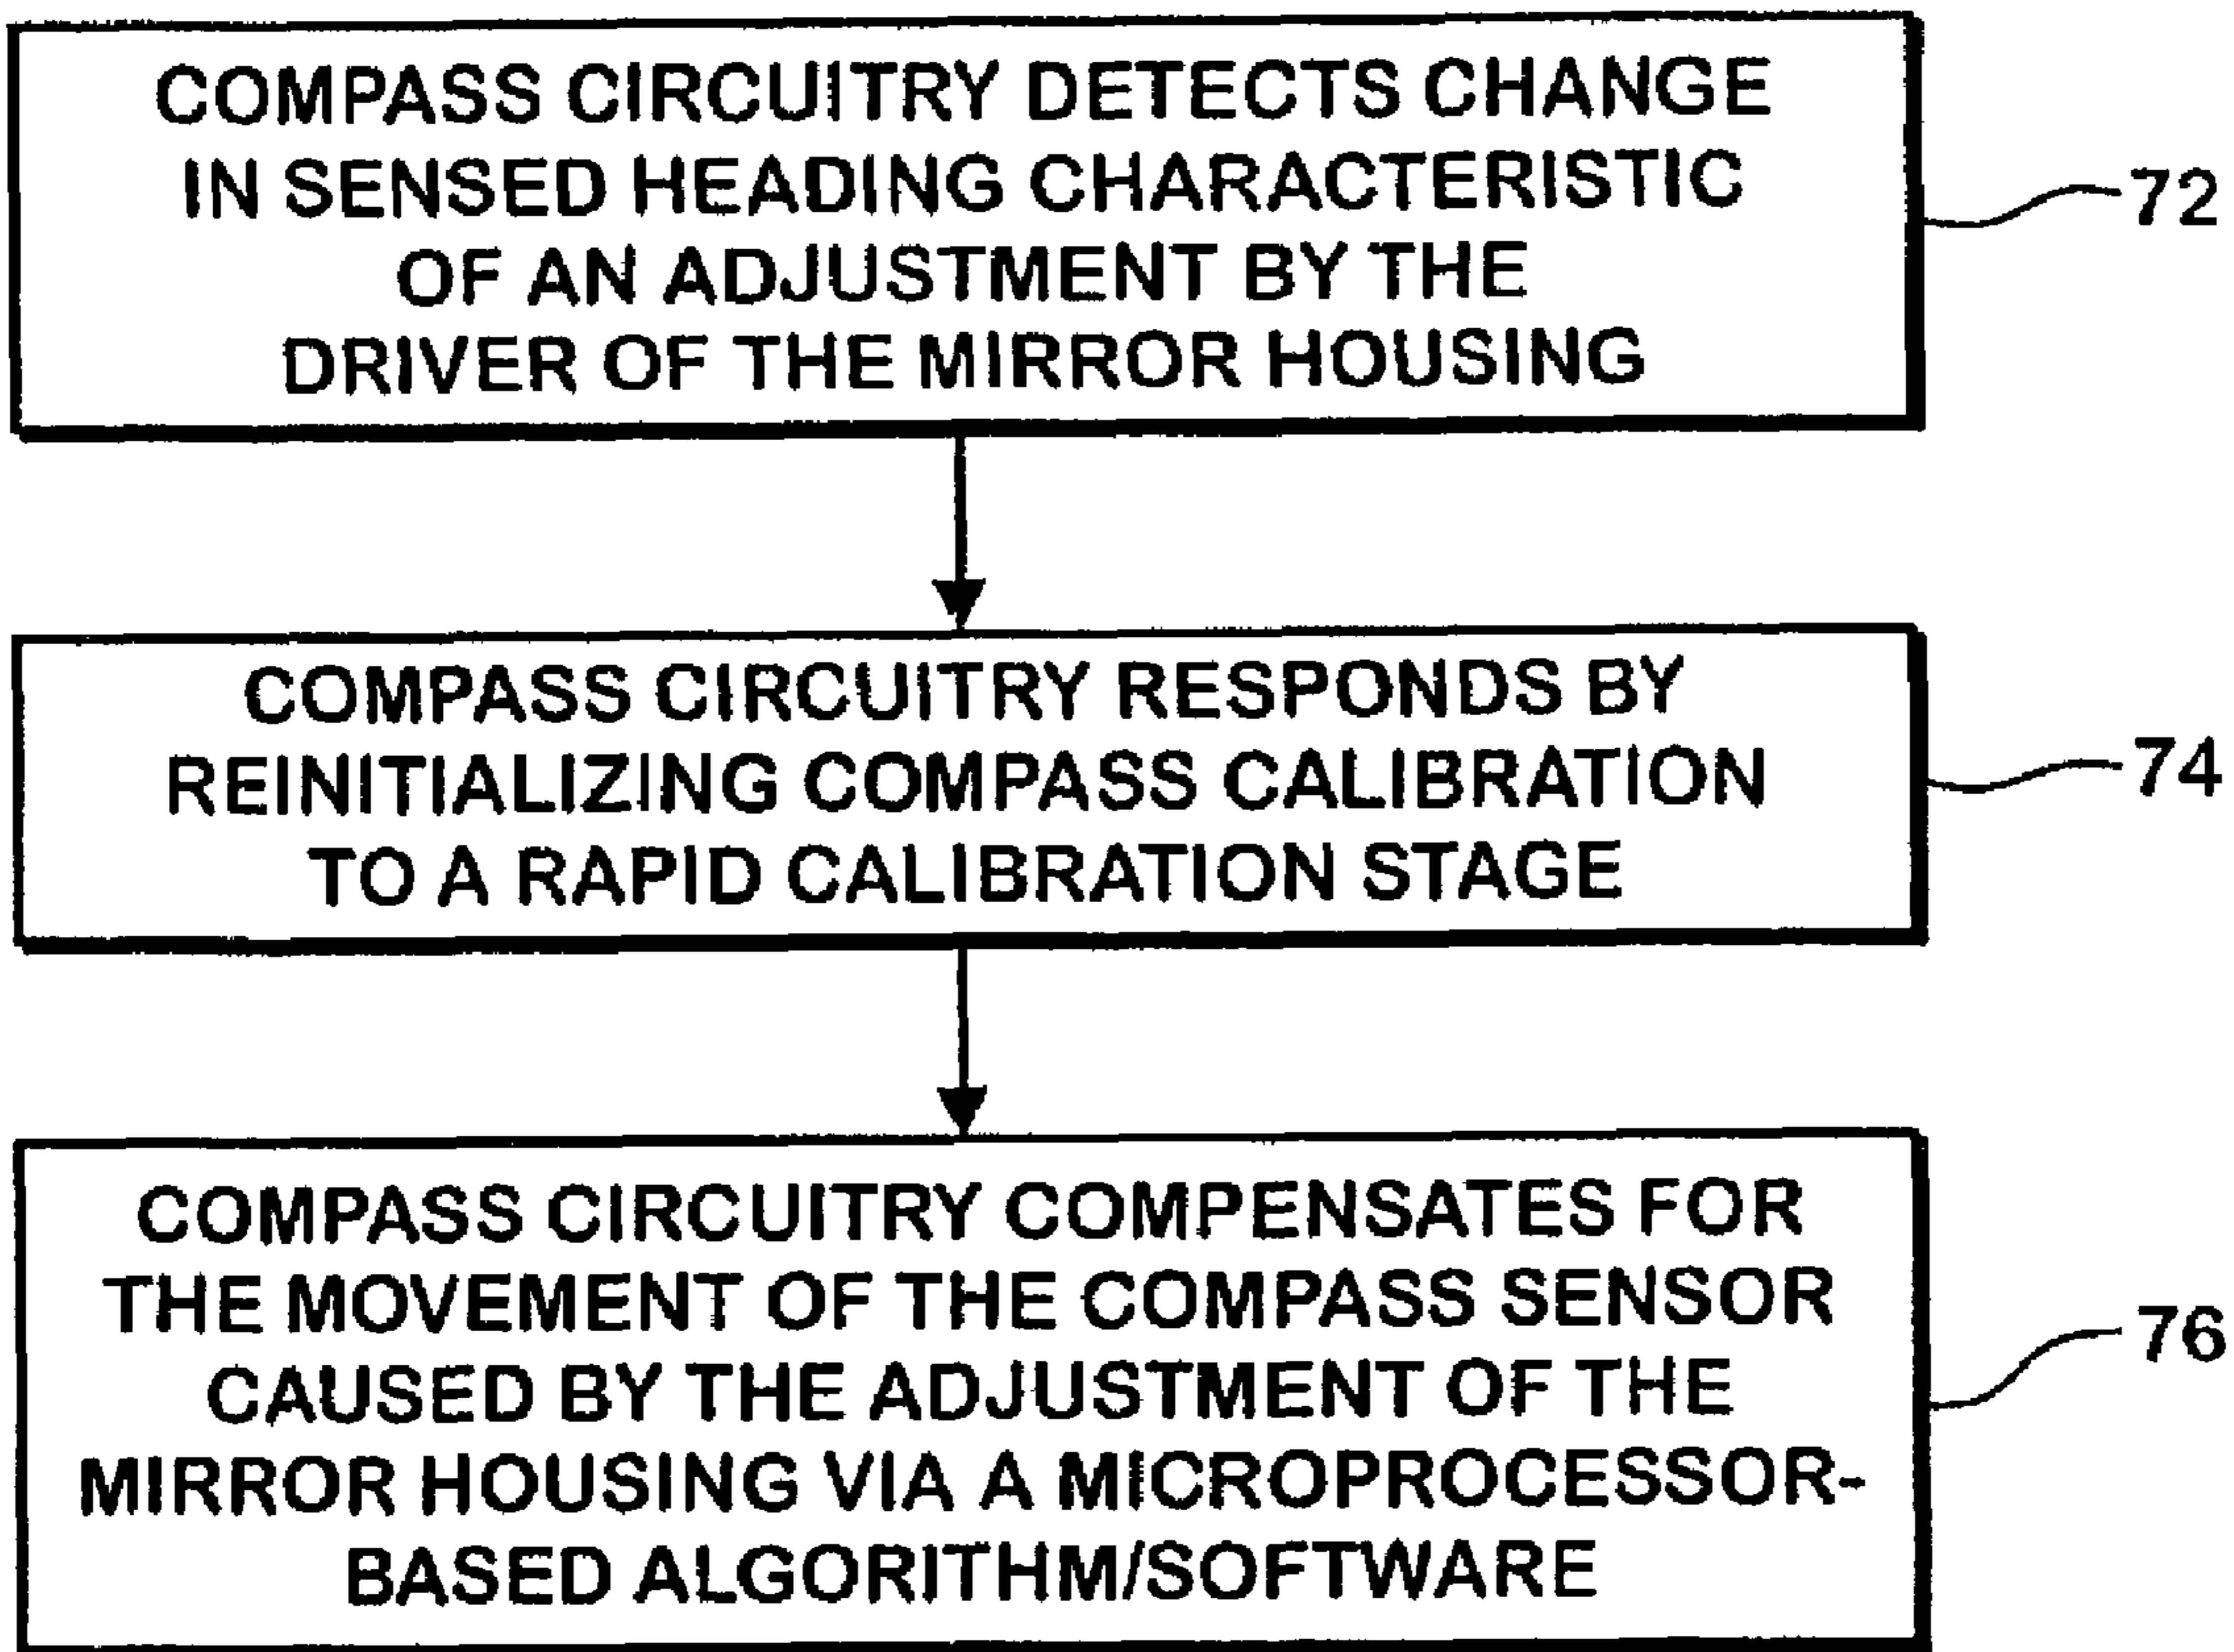 COMPASS CIRCUITRY DETECTS CHANGE
IN SENSED HEADING CHARACTERISTIC
OF AN ADJUSTMENT BY THE
DRIVER OF THE MIRROR HOUSING
72
COMPASS CIRCUITRY RESPONDS BY
REINITIALIZING COMPASS CALIBRATION
TO A RAPID CALIBRATION STAGE
74
COMPASS CIRCUITRY COMPENSATES FOR
THE MOVEMENT OF THE COMPASS SENSOR
CAUSED BY THE ADJUSTMENT OF THE
MIRROR HOUSING VIA A MICROPROCESSOR-
BASED ALGORITHM/SOFTWARE
76